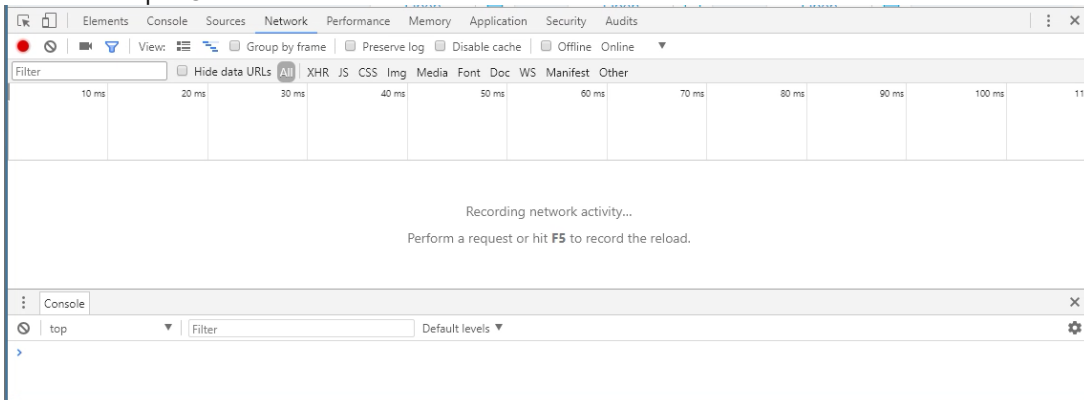 Elements Console Sources Network Performance Memory Application Security Audits
View: Group by frame Preserve log Disable cache Offline Online
Filter Hide data URLs All XHR JS CSS Img Media Font Doc WS Manifest Other
10 ms 20 ms 30 ms 40 ms 50 ms 60 ms 70 ms 80 ms 90 ms 100 ms 11
Recording network activity...
Perform a request or hit F5 to record the reload.
Console
top Filter Default levels